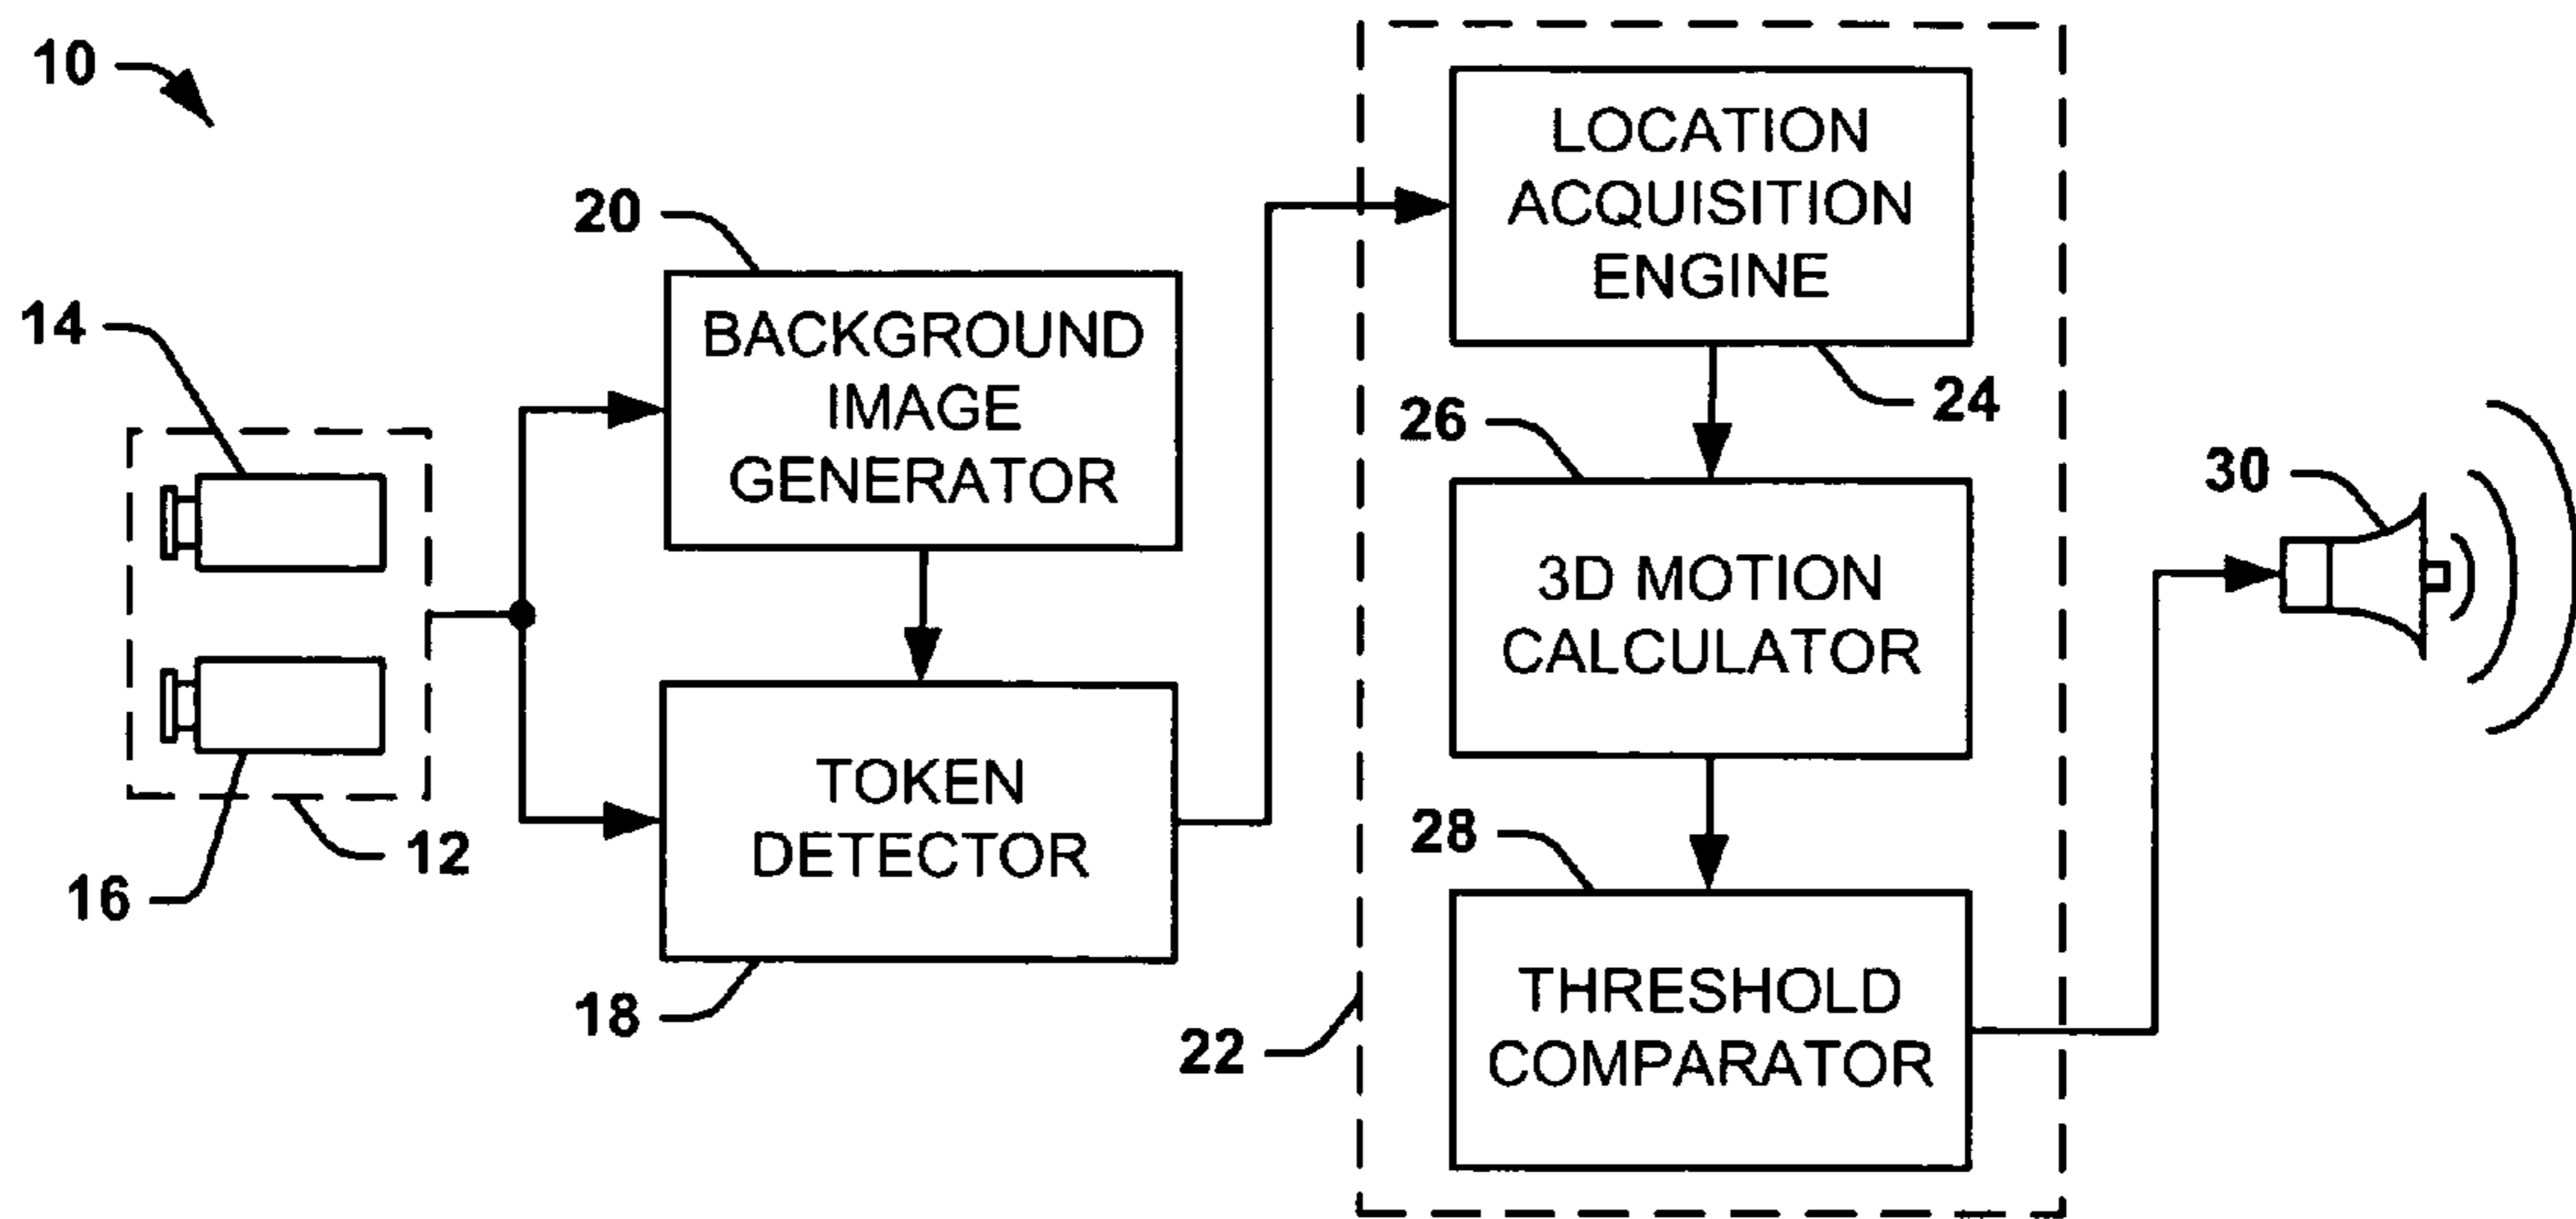 10
20
BACKGROUND
IMAGE
GENERATOR
14
16
12
TOKEN
DETECTOR
18
LOCATION
ACQUISITION
ENGINE
24
26
3D MOTION
CALCULATOR
28
THRESHOLD
COMPARATOR
22
30